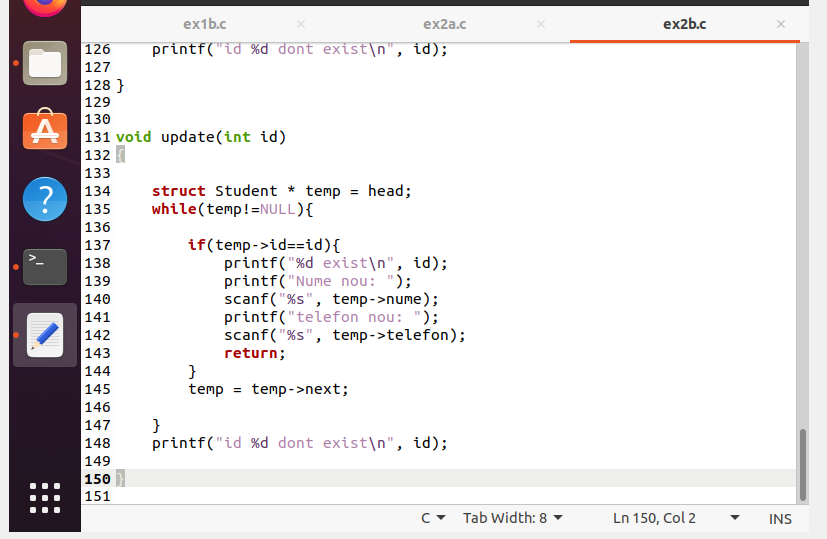 ex1b.c × ex2a.c × ex2b.c ×
126 printf("id %d dont exist\n", id);
127
128 }
129
130
131 void update(int id)
132 {
133
134 struct Student * temp = head;
135 while(temp!=NULL){
136
137 if(temp->id==id){
138 printf("%d exist\n", id);
139 printf("Nume nou: ");
140 scanf("%s", temp->nume);
141 printf("telefon nou: ");
142 scanf("%s", temp->telefon);
143 return;
144 }
145 temp = temp->next;
146
147 }
148 printf("id %d dont exist\n", id);
149
150 }
151
C Tab Width: 8 Ln 150, Col 2 INS